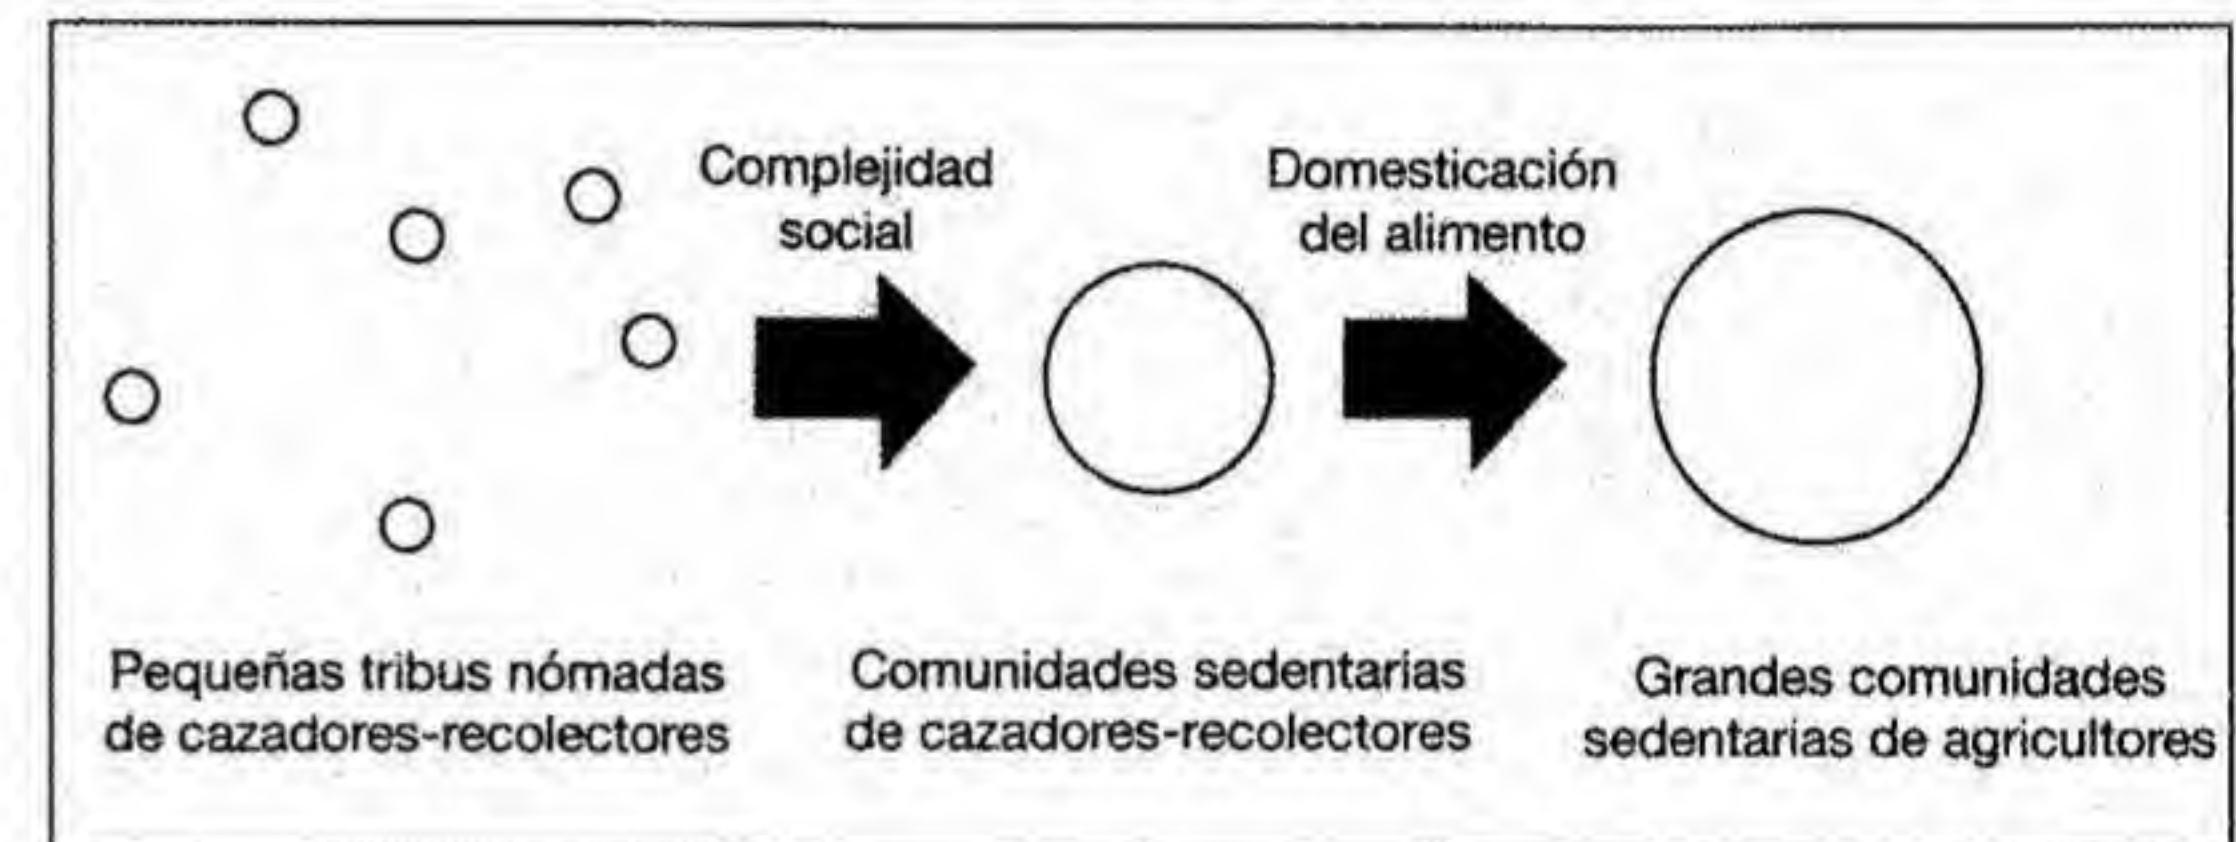 Complejidad
social
Domesticación
del alimento
Pequeñas tribus nómadas
de cazadores-recolectores
Comunidades sedentarias
de cazadores-recolectores
Grandes comunidades
sedentarias de agricultores